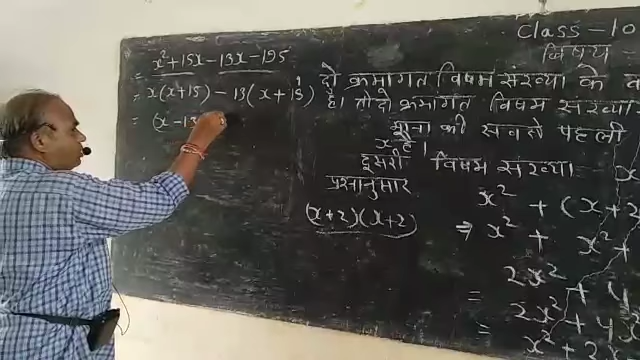 Class-10
विषय -
x² + 15x - 13x - 195
= x(x+15) - 13(x+15)
= (x-13
दो क्रमागत विषम संख्या के व
है। तो दो क्रमागत विषम संख्या
माना की सबसे पहली
x है।
दूसरी विषम संख्या
प्रश्नानुसार
(x+2)(x+2)
x² + (x+2
⇒ x² + x² +
= 2x² + 4
= 2x² + 4x
x² + 2x